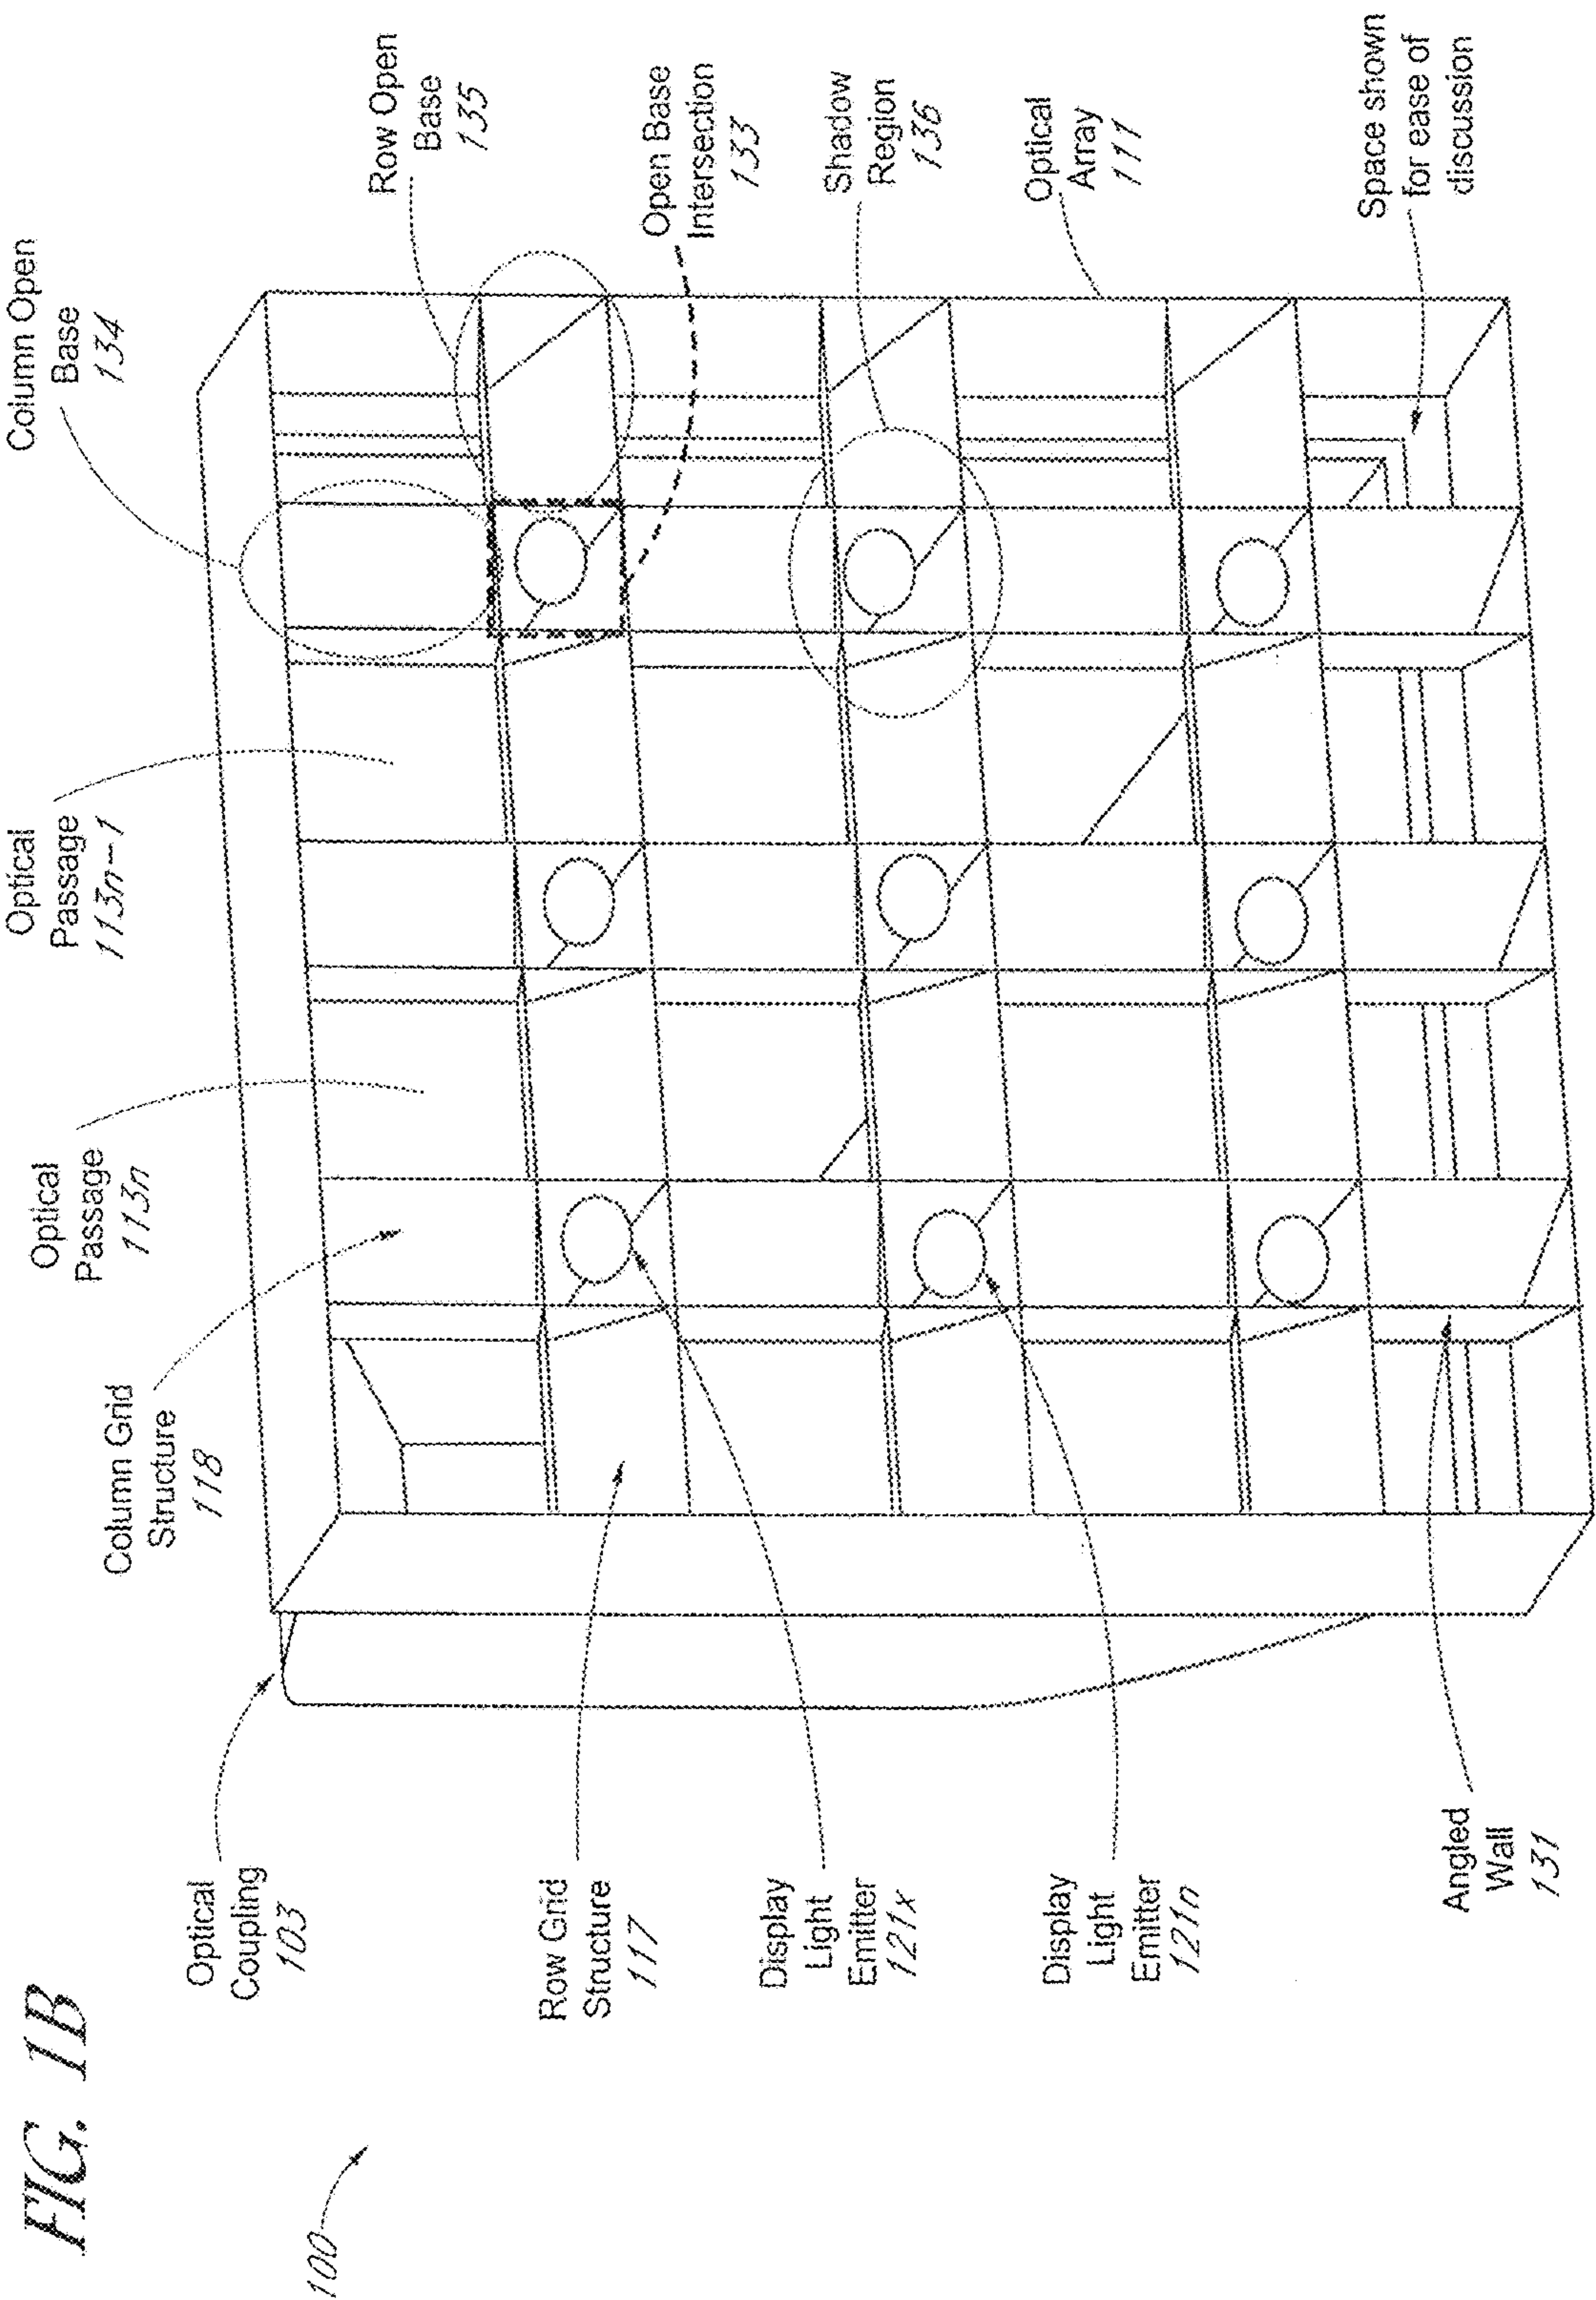 FIG. 1B
100
Optical
Coupling
103
Row Grid
Structure
117
Display
Light
Emitter
121x
Display
Light
Emitter
121n
Angled
Wall
131
Column Grid
Structure
118
Optical
Passage
113n
Optical
Passage
113n-1
Column Open
Base
134
Row Open
Base
135
Open Base
Intersection
133
Shadow
Region
136
Optical
Array
111
Space shown
for ease of
discussion